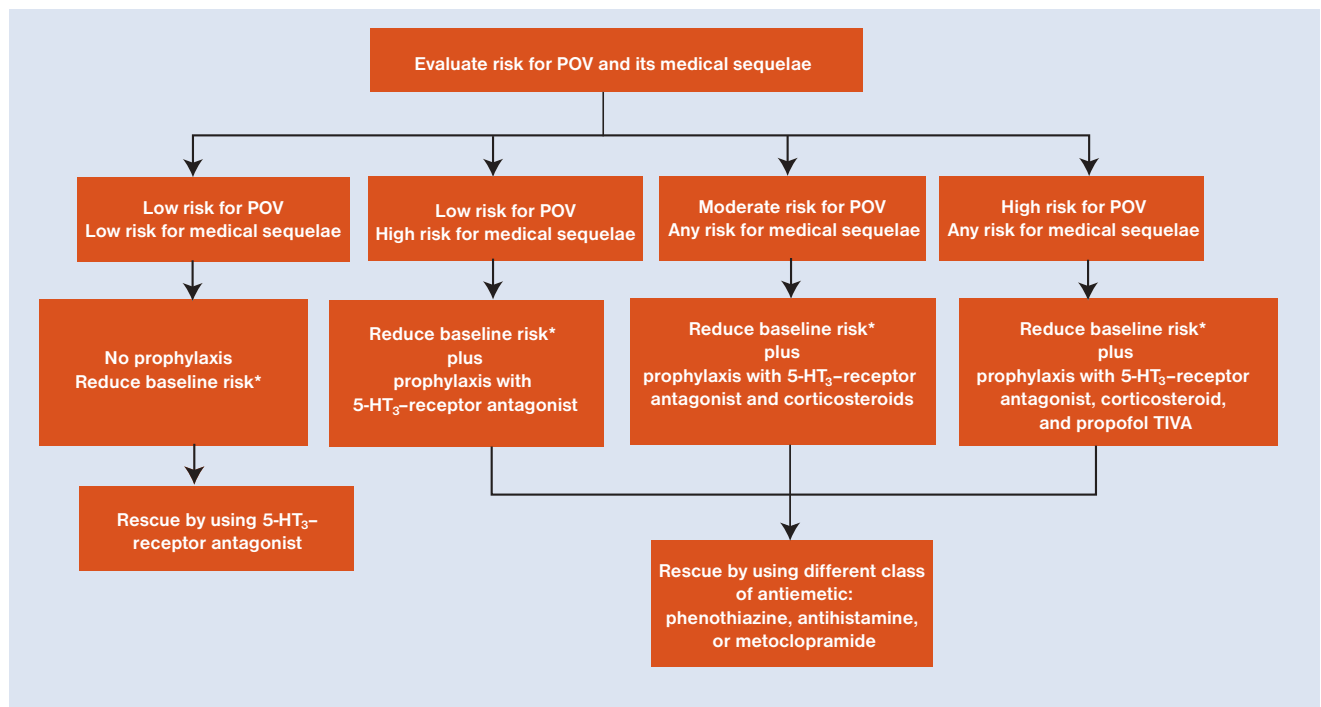 Evaluate risk for POV and its medical sequelae
Low risk for POV
Low risk for medical sequelae
Low risk for POV
High risk for medical sequelae
Moderate risk for POV
Any risk for medical sequelae
High risk for POV
Any risk for medical sequelae
No prophylaxis
Reduce baseline risk*
Reduce baseline risk*
plus
prophylaxis with
5-HT₃–receptor antagonist
Reduce baseline risk*
plus
prophylaxis with 5-HT₃–receptor
antagonist and corticosteroids
Reduce baseline risk*
plus
prophylaxis with 5-HT₃–receptor
antagonist, corticosteroid,
and propofol TIVA
Rescue by using 5-HT₃–
receptor antagonist
Rescue by using different class
of antiemetic:
phenothiazine, antihistamine,
or metoclopramide